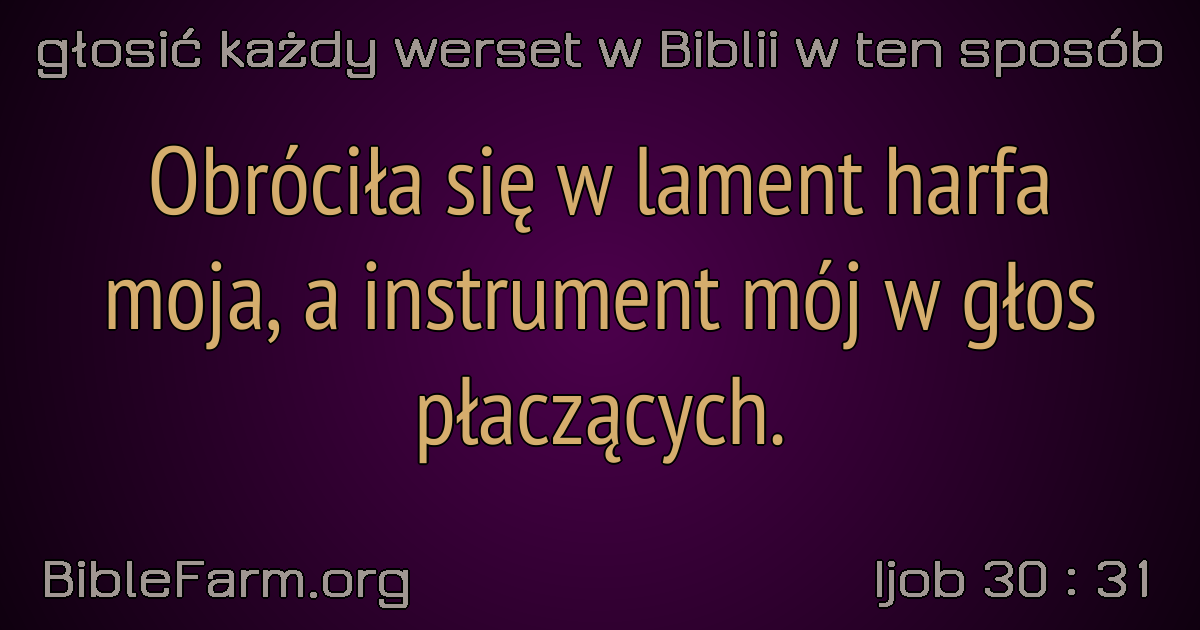 głosić każdy werset w Biblii w ten sposób
Obróciła się w lament harfa
moja, a instrument mój w głos
płaczących.
BibleFarm.org
Ijob 30 : 31